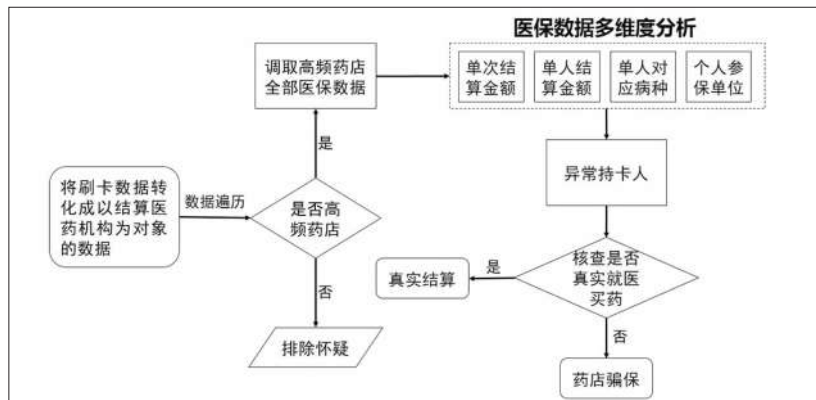 医保数据多维度分析
调取高频药店
全部医保数据
单次结
算金额
单人结
算金额
单人对
应病种
个人参
保单位
是
异常持卡人
将刷卡数据转
化成以结算医
药机构为对象
的数据
数据遍历
是否高
频药店
核查是否
真实就医
买药
是
真实结算
否
排除怀疑
否
药店骗保